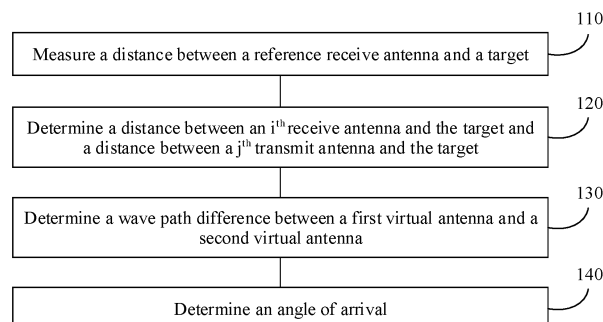 110
Measure a distance between a reference receive antenna and a target
120
Determine a distance between an ith receive antenna and the target and
a distance between a jth transmit antenna and the target
130
Determine a wave path difference between a first virtual antenna and a
second virtual antenna
140
Determine an angle of arrival